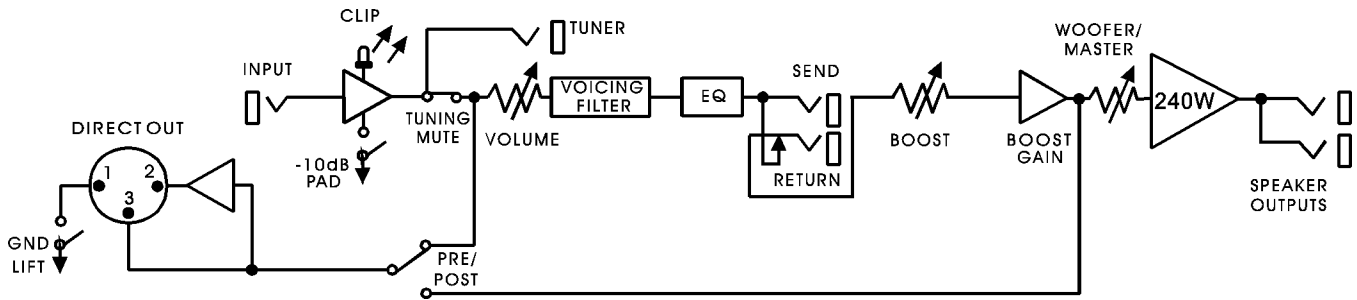 CLIP
TUNER
INPUT
TUNING
MUTE
VOLUME
VOICING
FILTER
EQ
SEND
RETURN
BOOST
BOOST
GAIN
WOOFER/
MASTER
240W
SPEAKER
OUTPUTS
-10dB
PAD
DIRECT OUT
1
2
3
GND
LIFT
PRE/
POST